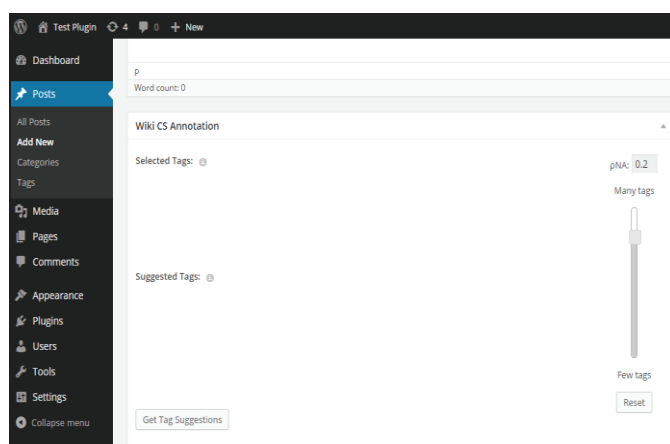 Test Plugin 4 0 + New
Dashboard
Posts
All Posts
Add New
Categories
Tags
Media
Pages
Comments
Appearance
Plugins
Users
Tools
Settings
Collapse menu
p
Word count: 0
Wiki CS Annotation
Selected Tags:
ρNA: 0.2
Many tags
Suggested Tags:
Few tags
Reset
Get Tag Suggestions